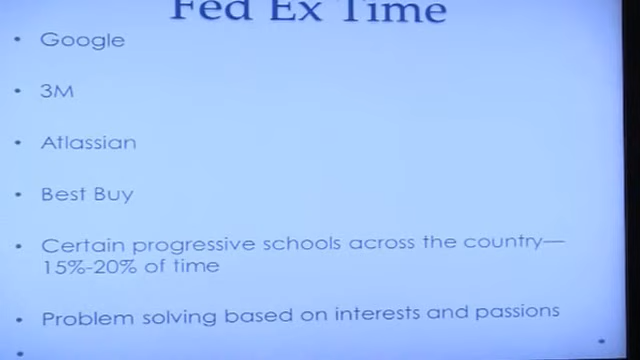 Fed Ex Time
• Google
• 3M
• Atlassian
• Best Buy
• Certain progressive schools across the country—
15%-20% of time
• Problem solving based on interests and passions